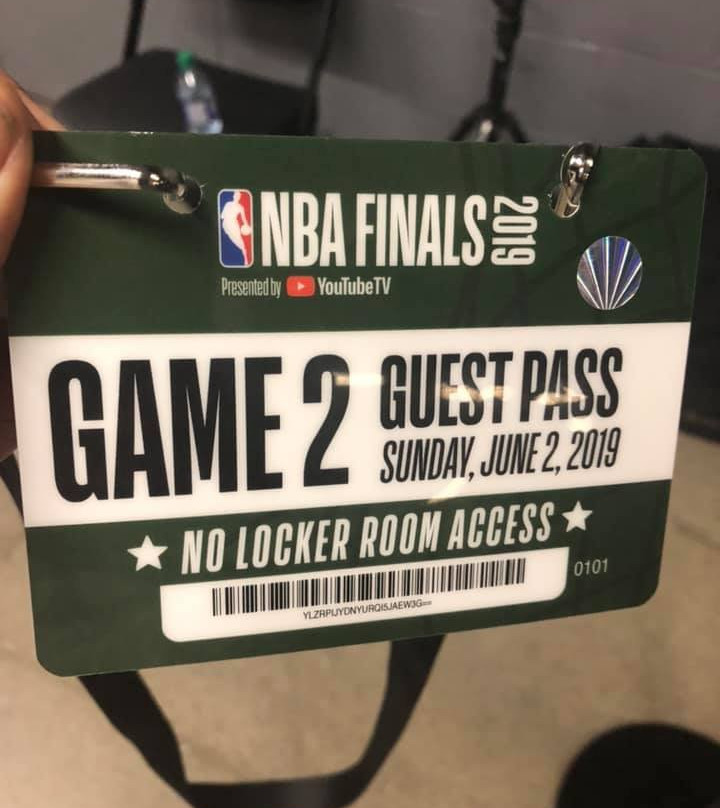 NBA FINALS 2019
Presented by YouTubeTV
GAME 2
GUEST PASS
SUNDAY, JUNE 2, 2019
NO LOCKER ROOM ACCESS
0101
YLZRPIJYDNYURQI5JAEW3G==